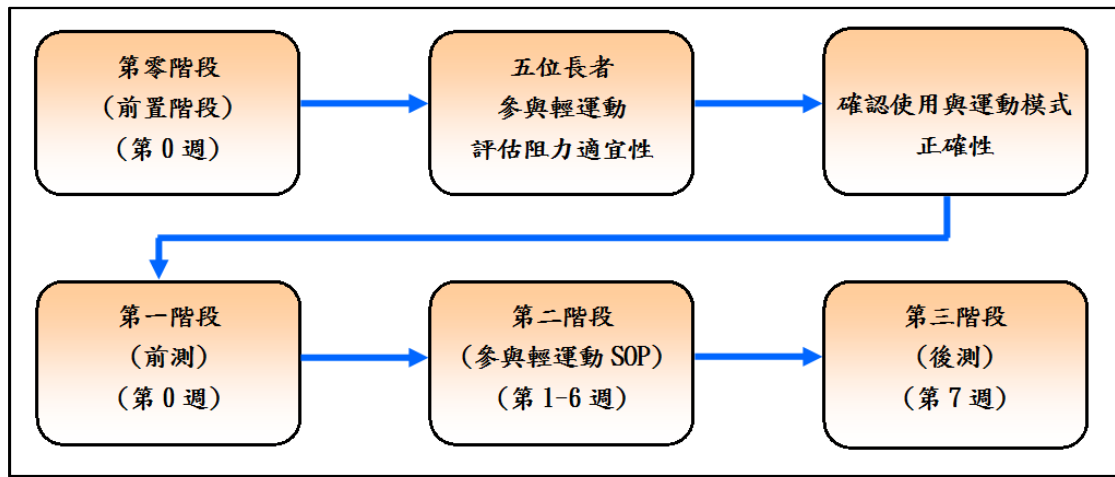 第零階段
(前置階段)
(第 0 週)
五位長者
參與輕運動
評估阻力適宜性
確認使用與運動模式
正確性
第一階段
(前測)
(第 0 週)
第二階段
(參與輕運動 SOP)
(第 1-6 週)
第三階段
(後測)
(第 7 週)